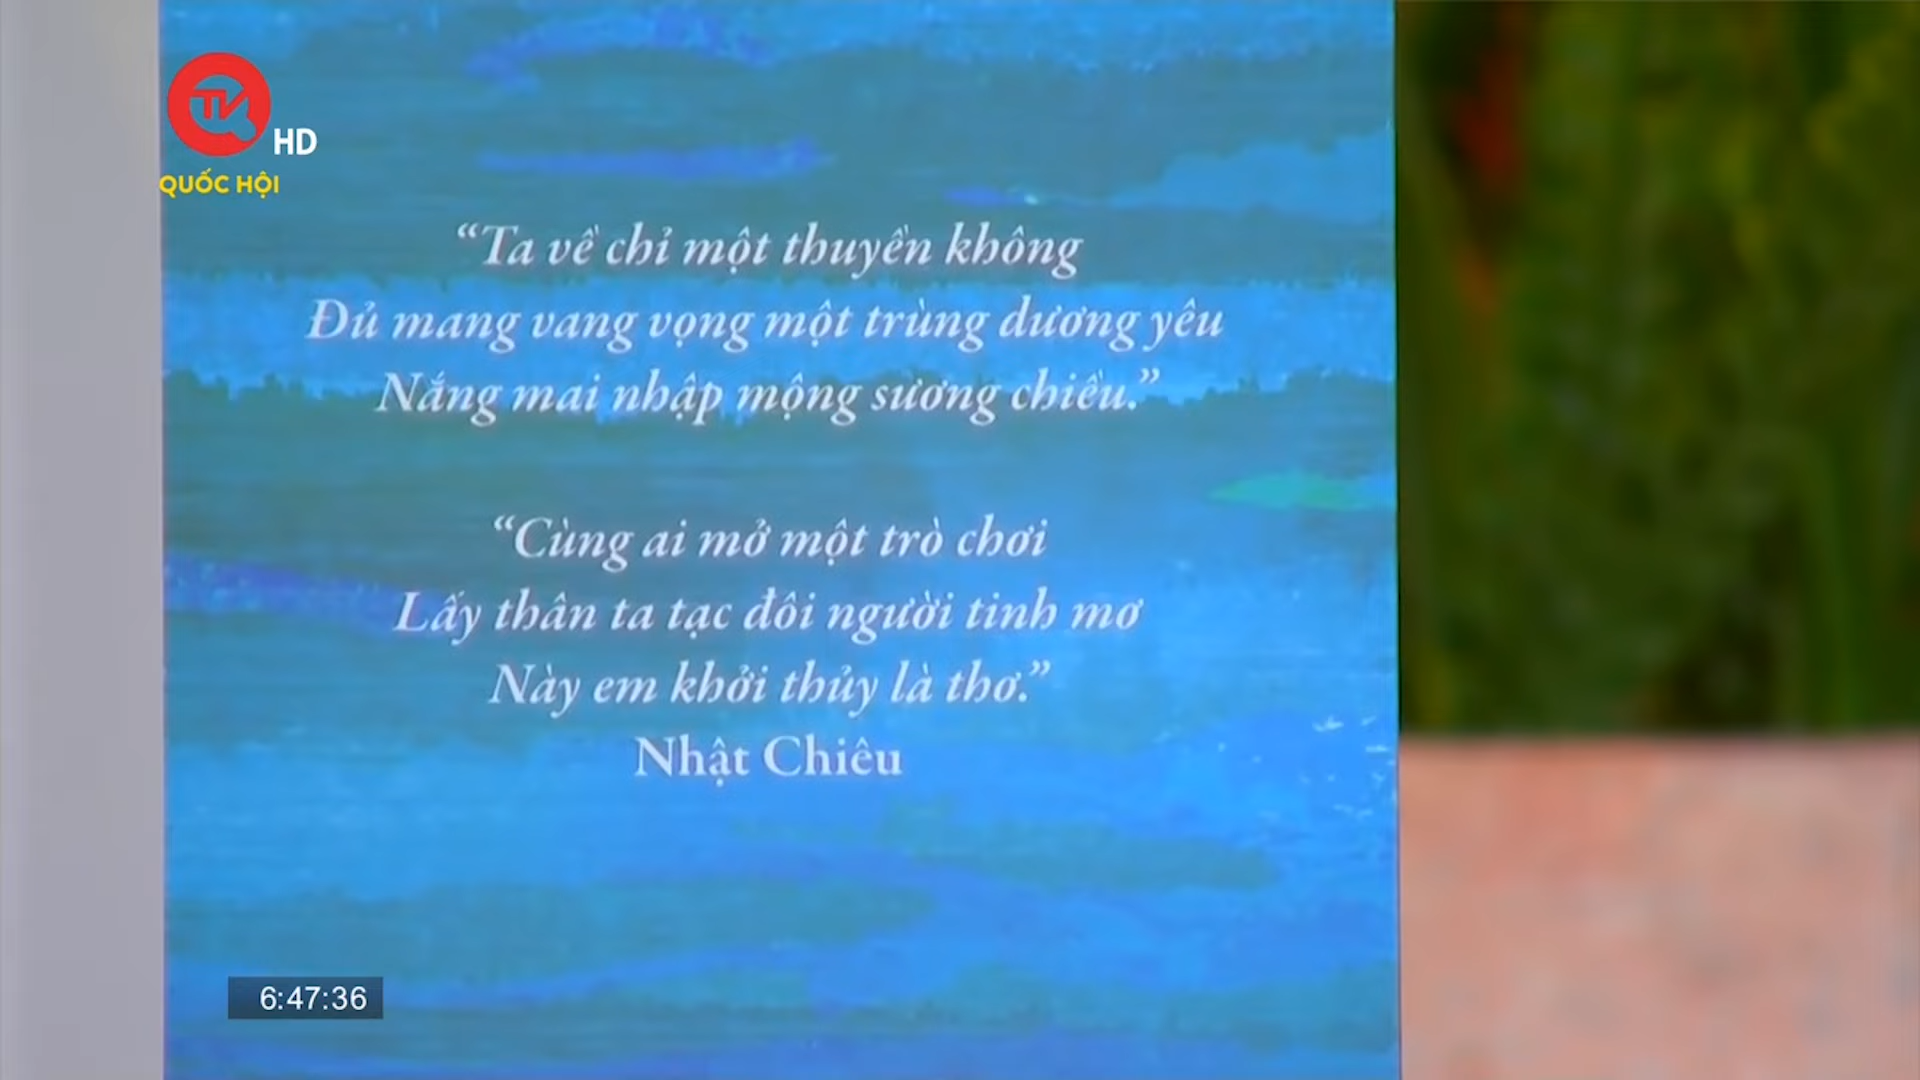 TV
HD
QUỐC HỘI
“Ta về chỉ một thuyền không
Đủ mang vang vọng một trùng dương yêu
Nắng mai nhập mộng sương chiều.”
“Cùng ai mở một trò chơi
Lấy thân ta tạc đôi người tinh mơ
Này em khởi thủy là thơ.”
Nhật Chiêu
6:47:36